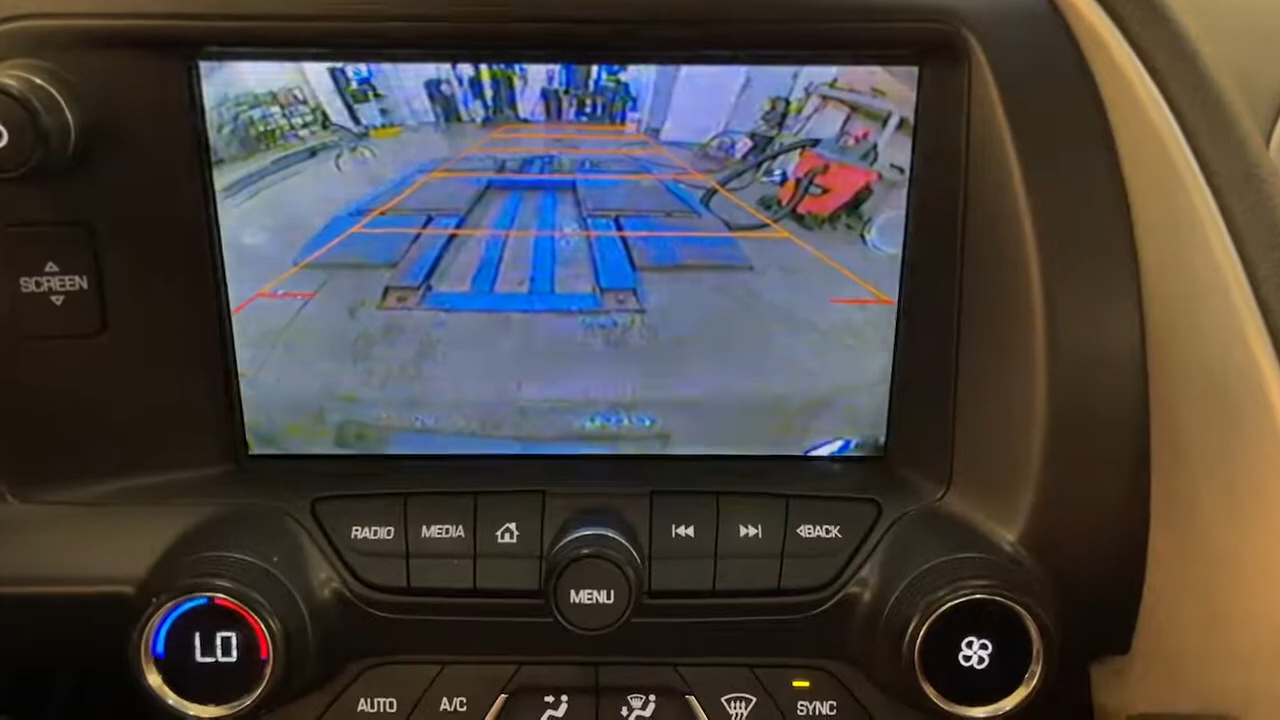 SCREEN
RADIO
MEDIA
BACK
MENU
LO
AUTO
A/C
SYNC